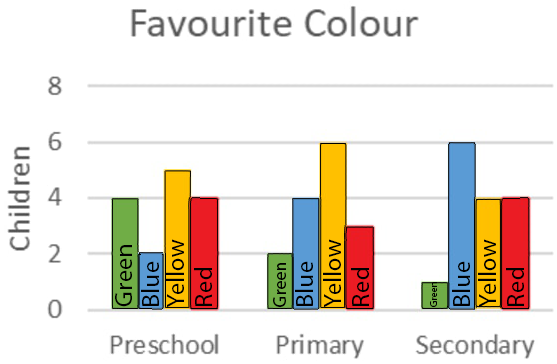 Favourite Colour
Children
8
6
4
2
0
Green
Blue
Yellow
Red
Green
Blue
Yellow
Red
Green
Blue
Yellow
Red
Preschool
Primary
Secondary